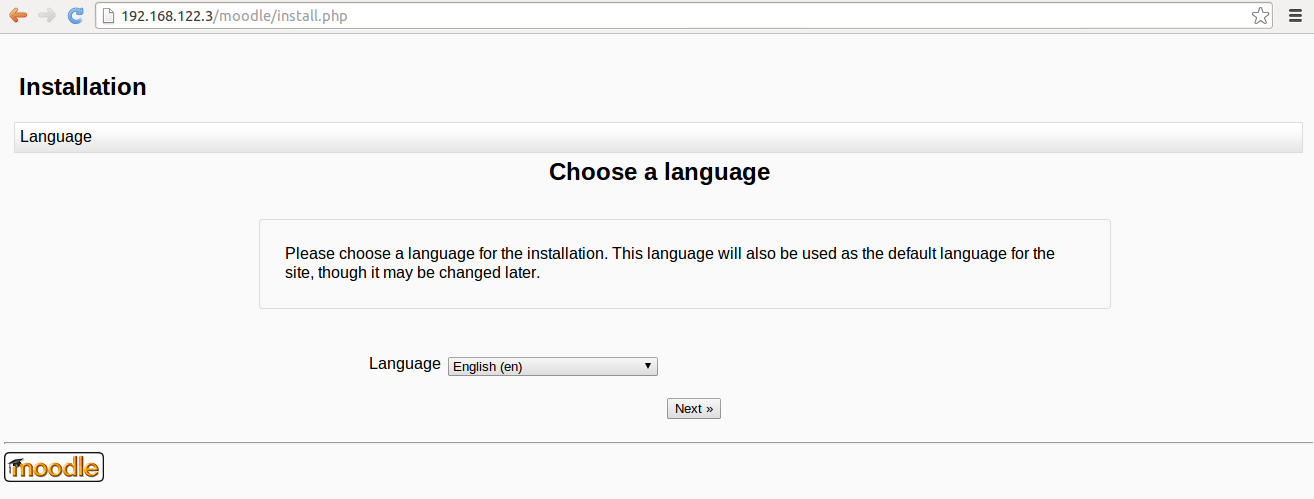 192.168.122.3/moodle/install.php
Installation
Language
Choose a language
Please choose a language for the installation. This language will also be used as the default language for the
site, though it may be changed later.
Language English (en)
Next »
moodle